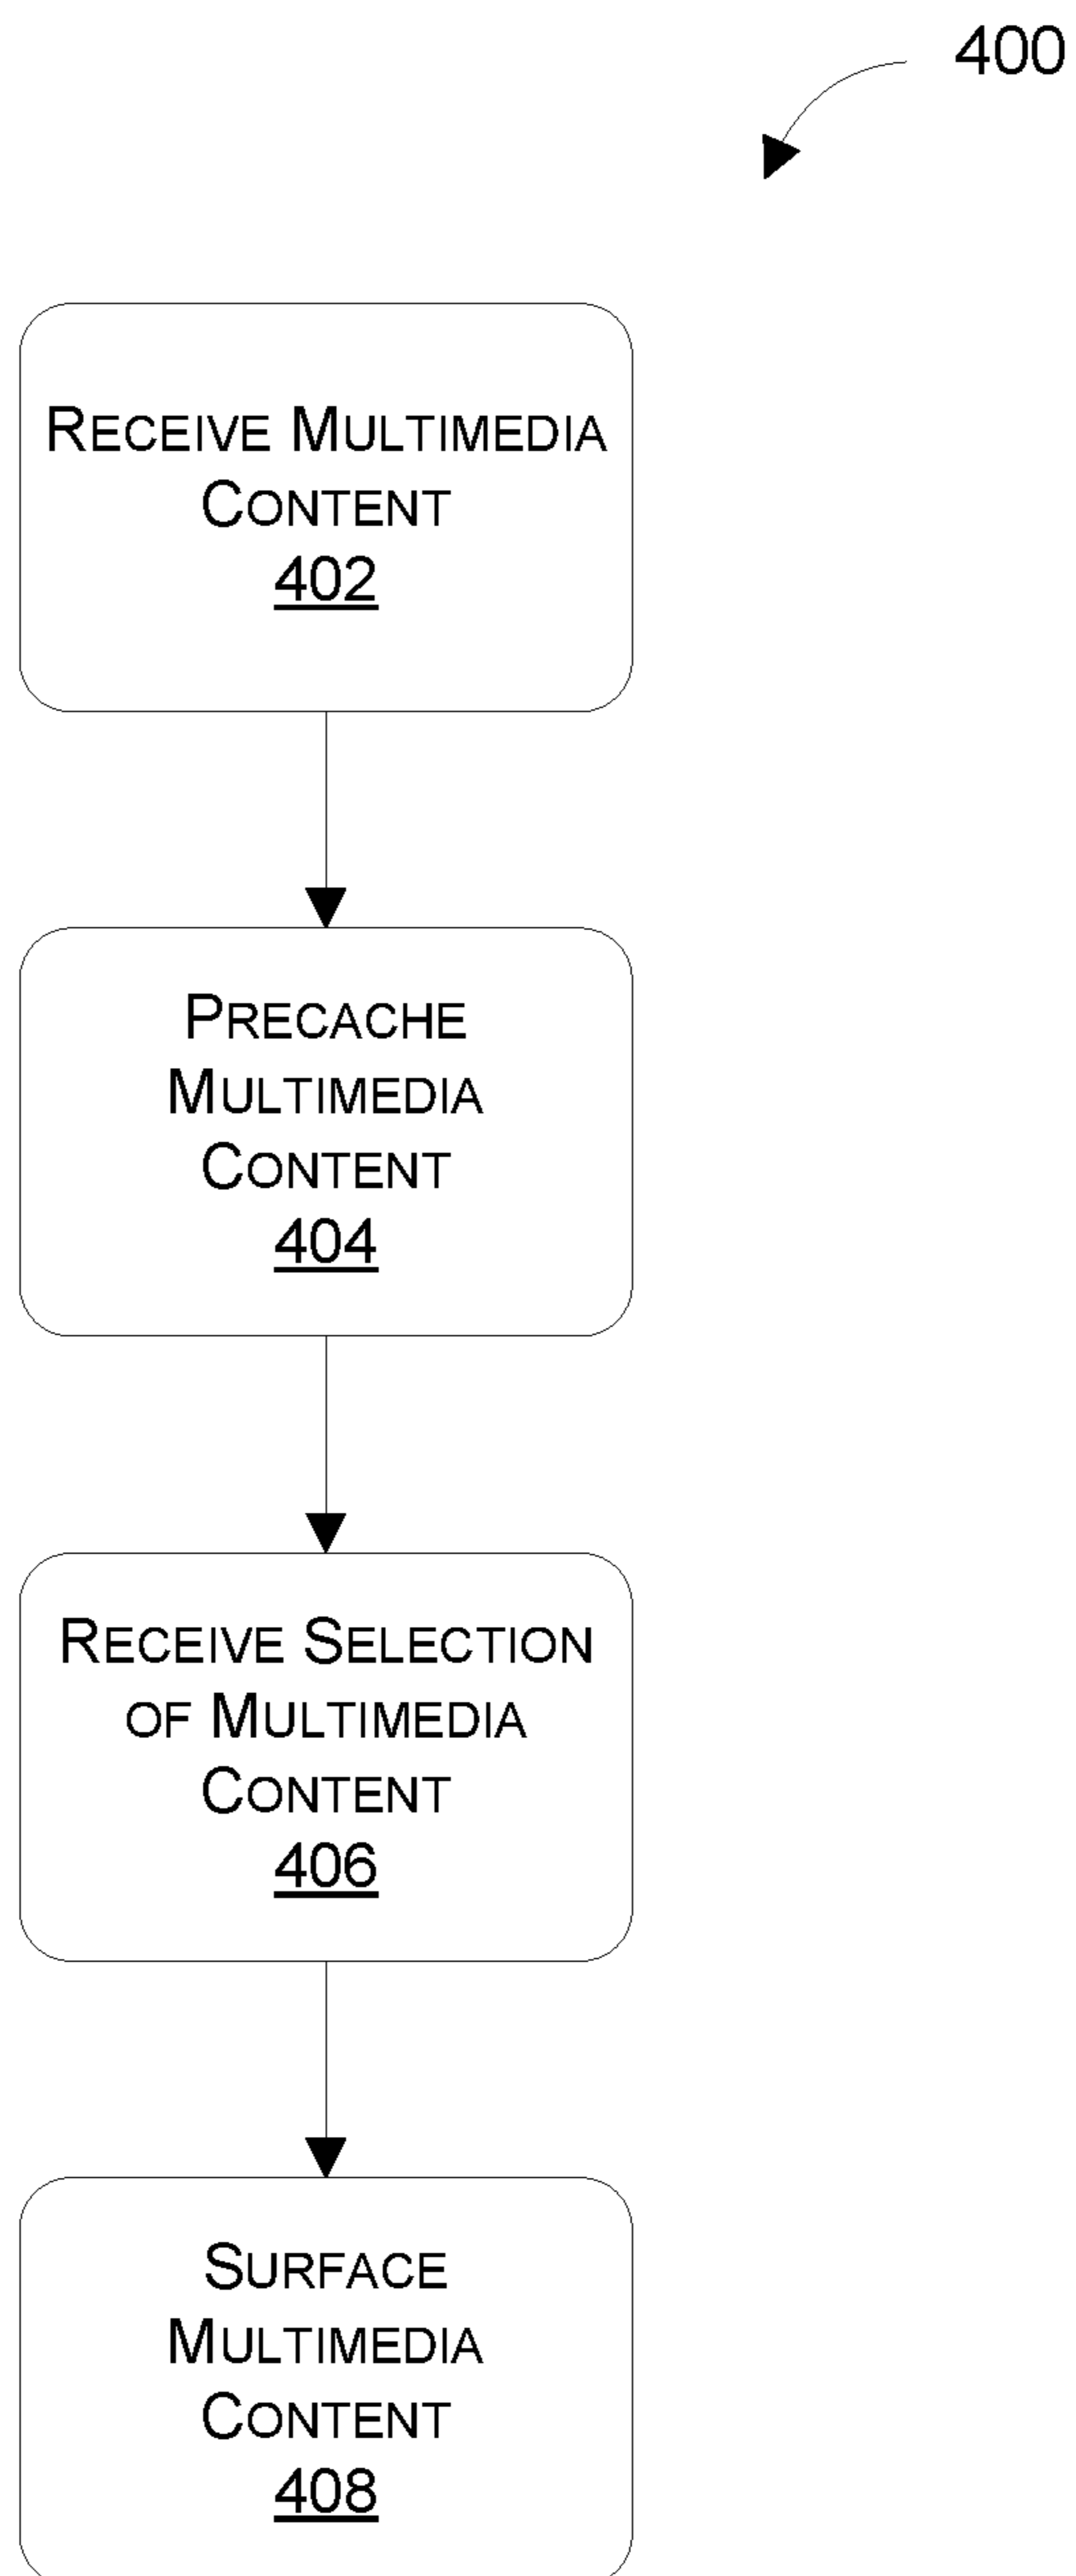 400
RECEIVE MULTIMEDIA
CONTENT
402
PRECACHE
MULTIMEDIA
CONTENT
404
RECEIVE SELECTION
OF MULTIMEDIA
CONTENT
406
SURFACE
MULTIMEDIA
CONTENT
408